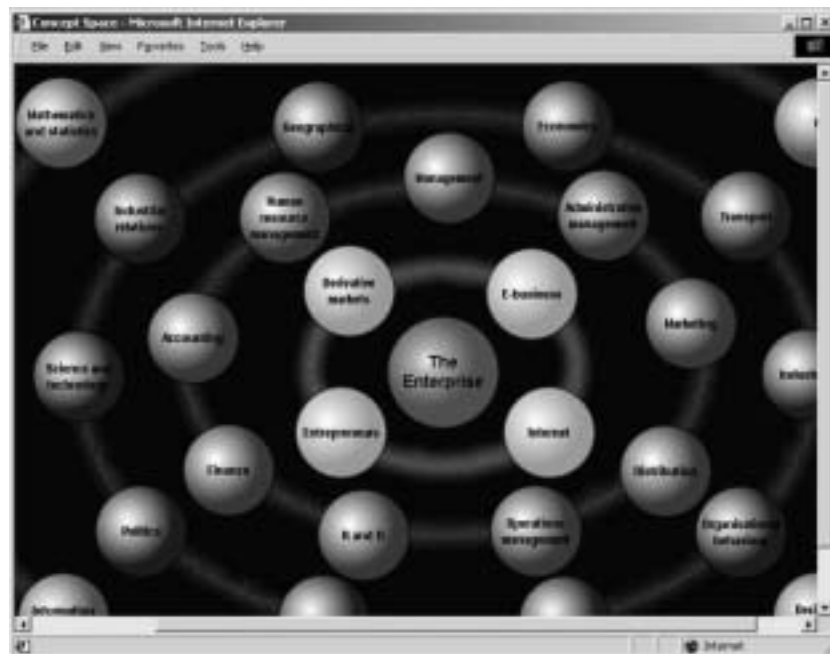 Concept Space - Microsoft Internet Explorer
File Edit View Favorites Tools Help
Mathematics
and statistics
Geographical
Economics
Management
Industrial
relations
Human
resource
management
Administrative
management
Transport
Derivative
markets
E-business
Accounting
Marketing
The
Enterprise
Science and
technology
Entrepreneurs
Internet
Finance
Distribution
Politics
R and D
Operations
management
Organisational
behaviour
Information
Internet